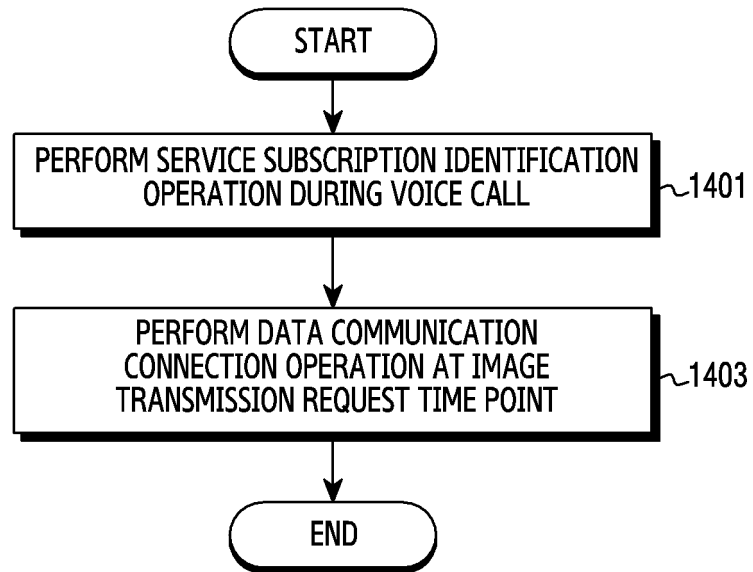 START
PERFORM SERVICE SUBSCRIPTION IDENTIFICATION
OPERATION DURING VOICE CALL
1401
PERFORM DATA COMMUNICATION
CONNECTION OPERATION AT IMAGE
TRANSMISSION REQUEST TIME POINT
1403
END